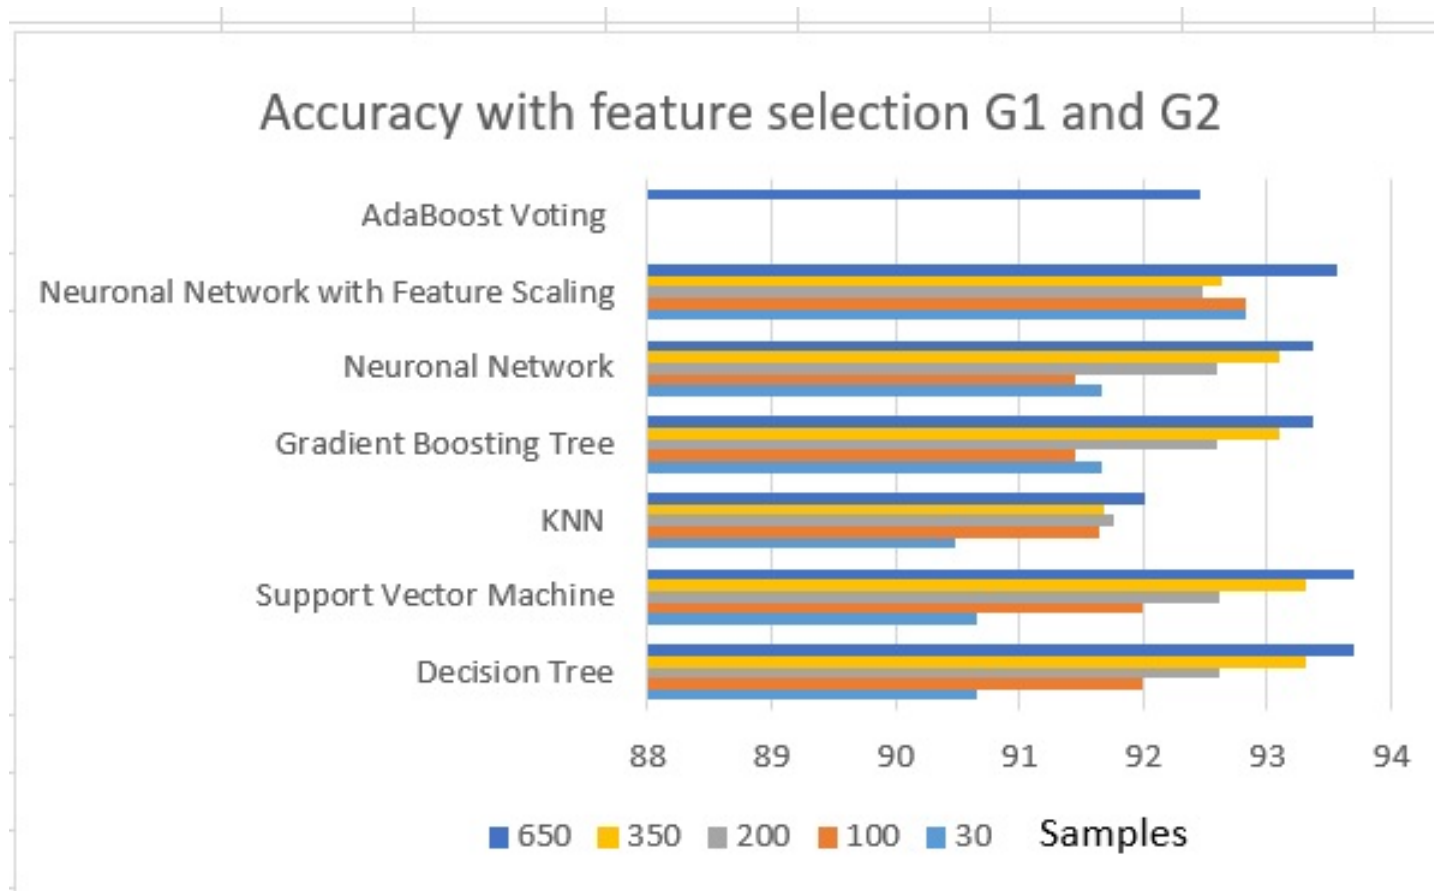 Accuracy with feature selection G1 and G2
AdaBoost Voting
Neuronal Network with Feature Scaling
Neuronal Network
Gradient Boosting Tree
KNN
Support Vector Machine
Decision Tree
88 89 90 91 92 93 94
650 350 200 100 30 Samples